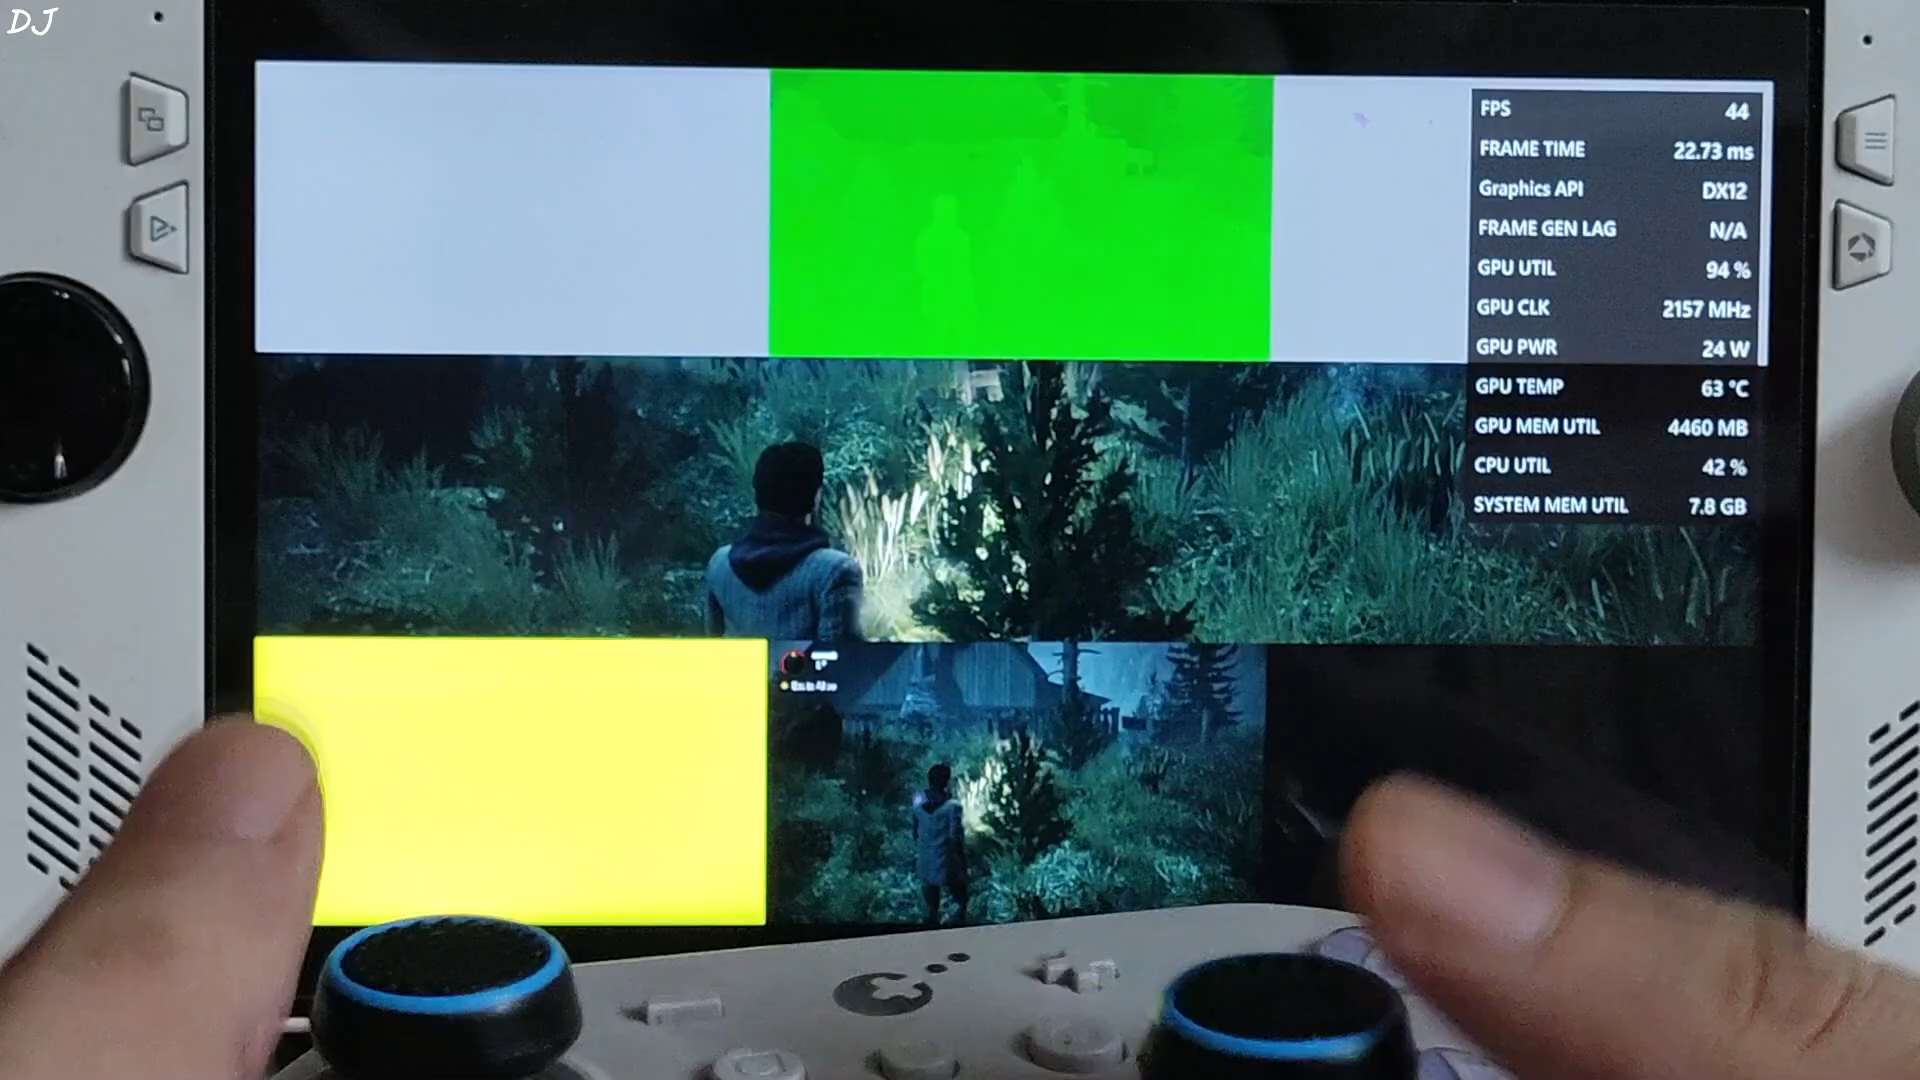 DJ
FPS 44
FRAME TIME 22.73 ms
Graphics API DX12
FRAME GEN LAG N/A
GPU UTIL 94 %
GPU CLK 2157 MHz
GPU PWR 24 W
GPU TEMP 63 °C
GPU MEM UTIL 4460 MB
CPU UTIL 42 %
SYSTEM MEM UTIL 7.8 GB